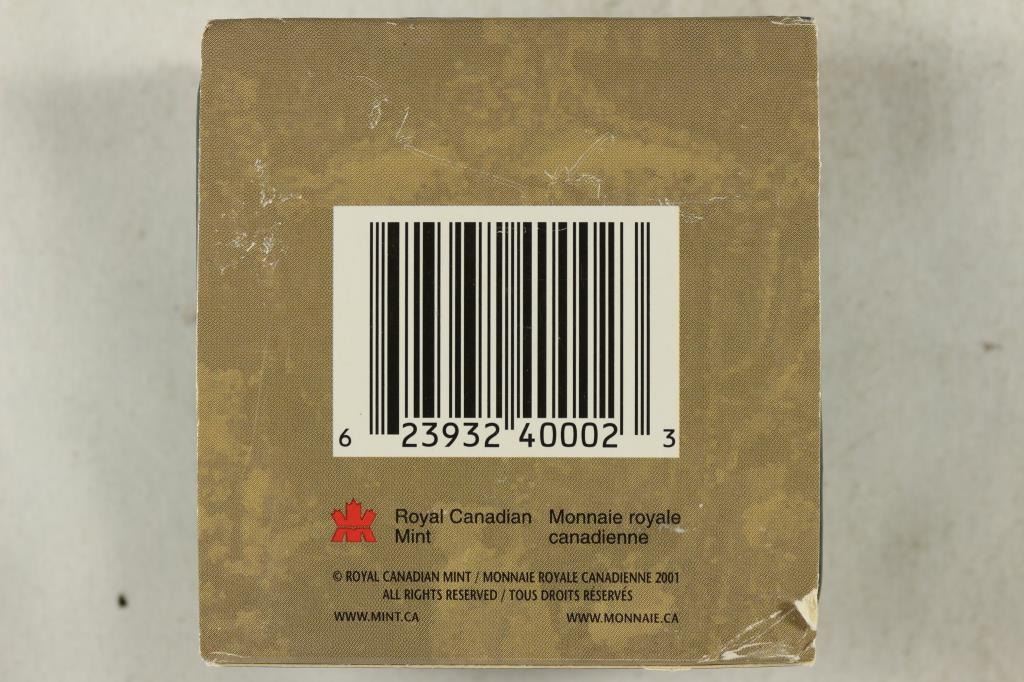 6 23932 40002 3
Royal Canadian Mint
Monnaie royale canadienne
© ROYAL CANADIAN MINT / MONNAIE ROYALE CANADIENNE 2001
ALL RIGHTS RESERVED / TOUS DROITS RÉSERVÉS
WWW.MINT.CA WWW.MONNAIE.CA